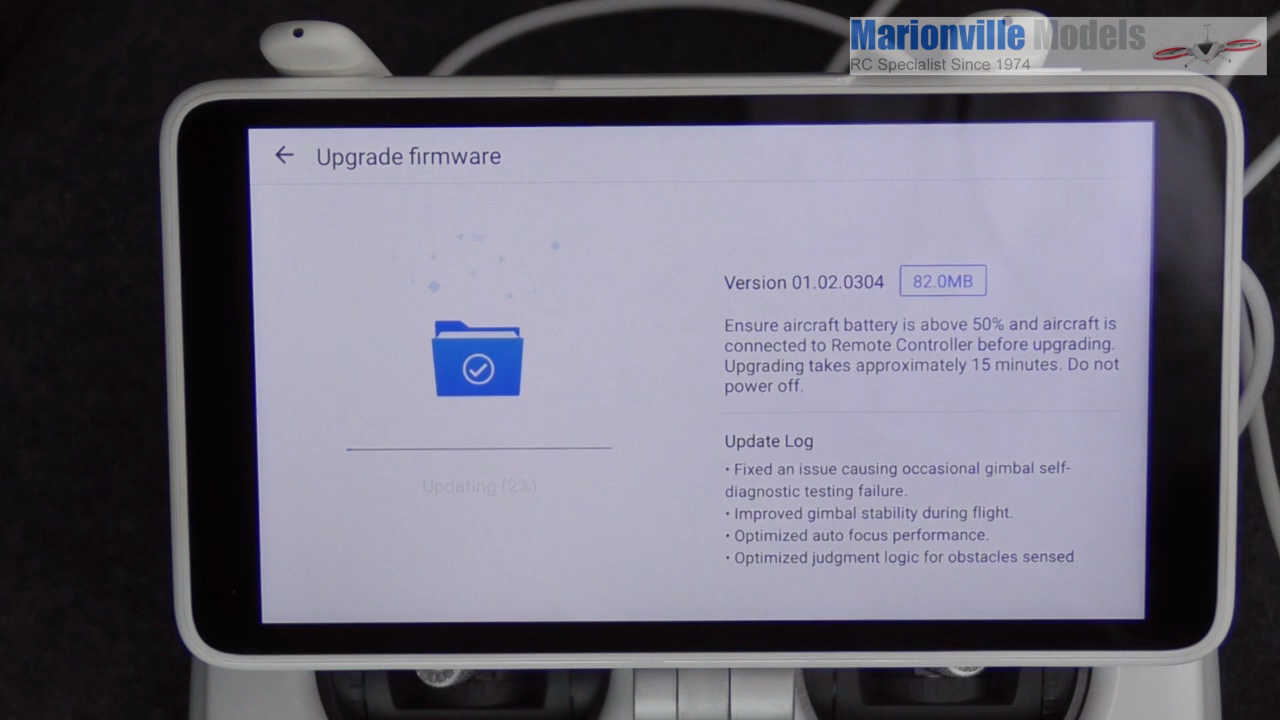 Marionville Models
RC Specialist Since 1974
Upgrade firmware
Version 01.02.0304 82.0MB
Ensure aircraft battery is above 50% and aircraft is
connected to Remote Controller before upgrading.
Upgrading takes approximately 15 minutes. Do not
power off.
Update Log
• Fixed an issue causing occasional gimbal self-
diagnostic testing failure.
• Improved gimbal stability during flight.
• Optimized auto focus performance.
• Optimized judgment logic for obstacles sensed
Updating (2%)